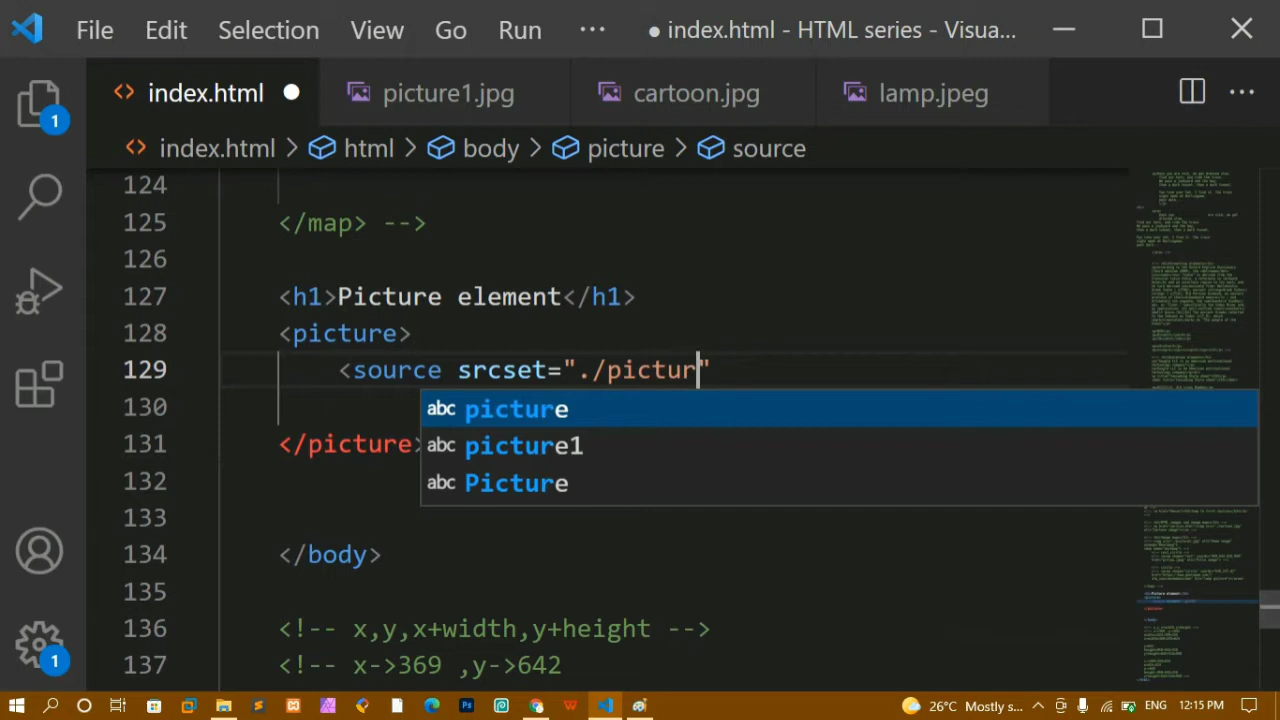 File Edit Selection View Go Run ··· ● index.html - HTML series - Visua...
index.html ● picture1.jpg cartoon.jpg lamp.jpeg ···
index.html > html > body > picture > source
124
125 </map> -->
126
127 <h1>Picture element</h1>
128 <picture>
129 <source srcset="./pictur"
130 abc picture
131 </picture> abc picture1
132 abc Picture
133
134 </body>
135
136 <!-- x,y,x+width,y+height -->
137 <!-- x->369 ,y->642
1
1
26°C Mostly s... ENG 12:15 PM